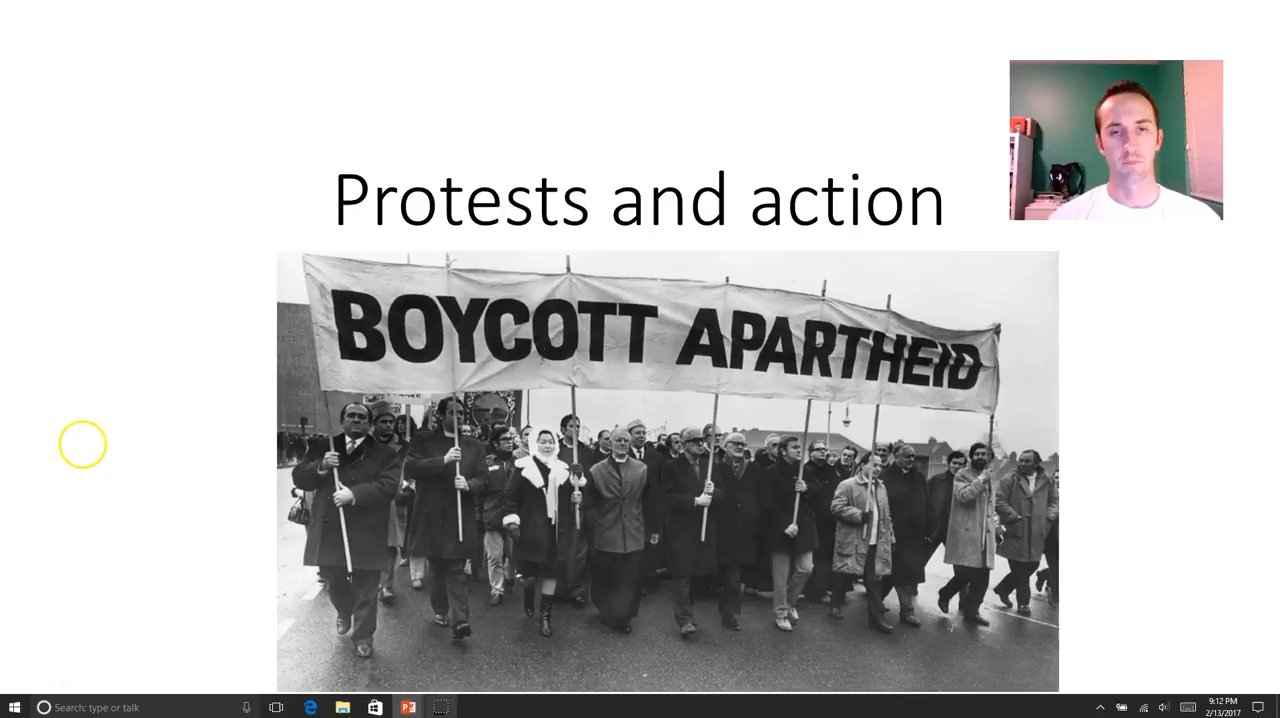 Protests and action
BOYCOTT APARTHEID
Search: type or talk
9:12 PM
2/13/2017